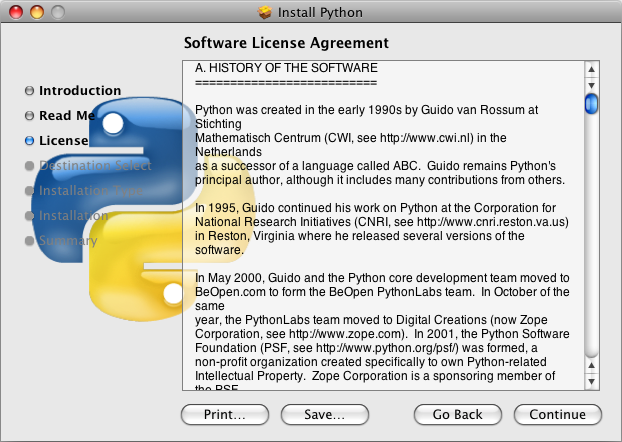 Install Python
Software License Agreement
Introduction
Read Me
License
Destination Select
Installation Type
Installation
Summary
A. HISTORY OF THE SOFTWARE
==========================
Python was created in the early 1990s by Guido van Rossum at
Stichting
Mathematisch Centrum (CWI, see http://www.cwi.nl) in the
Netherlands
as a successor of a language called ABC.  Guido remains Python's
principal author, although it includes many contributions from others.
In 1995, Guido continued his work on Python at the Corporation for
National Research Initiatives (CNRI, see http://www.cnri.reston.va.us)
in Reston, Virginia where he released several versions of the
software.
In May 2000, Guido and the Python core development team moved to
BeOpen.com to form the BeOpen PythonLabs team.  In October of the
same
year, the PythonLabs team moved to Digital Creations (now Zope
Corporation, see http://www.zope.com).  In 2001, the Python Software
Foundation (PSF, see http://www.python.org/psf/) was formed, a
non-profit organization created specifically to own Python-related
Intellectual Property.  Zope Corporation is a sponsoring member of
the PSF.
Print...
Save...
Go Back
Continue